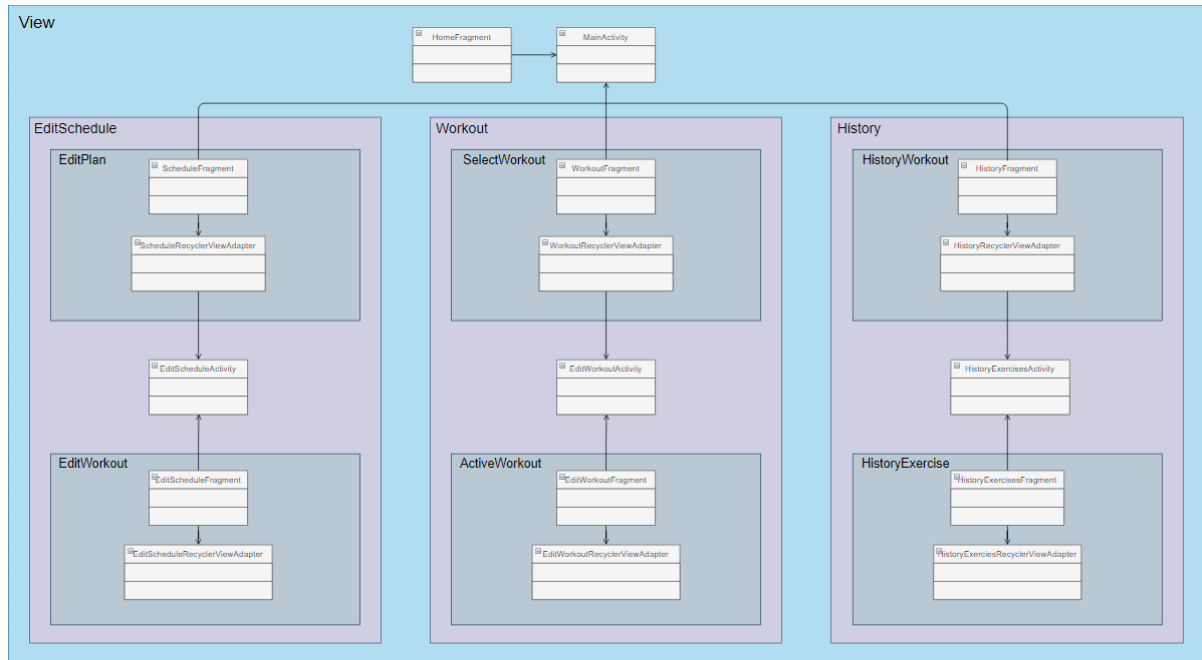 View
HomeFragment
MainActivity
EditSchedule
Workout
History
EditPlan
SelectWorkout
HistoryWorkout
ScheduleFragment
WorkoutFragment
HistoryFragment
ScheduleRecyclerViewAdapter
WorkoutRecyclerViewAdapter
HistoryRecyclerViewAdapter
EditScheduleActivity
EditWorkoutActivity
HistoryExercisesActivity
EditWorkout
ActiveWorkout
HistoryExercise
EditScheduleFragment
EditWorkoutFragment
HistoryExercisesFragment
EditScheduleRecyclerViewAdapter
EditWorkoutRecyclerViewAdapter
HistoryExerciesRecyclerViewAdapter